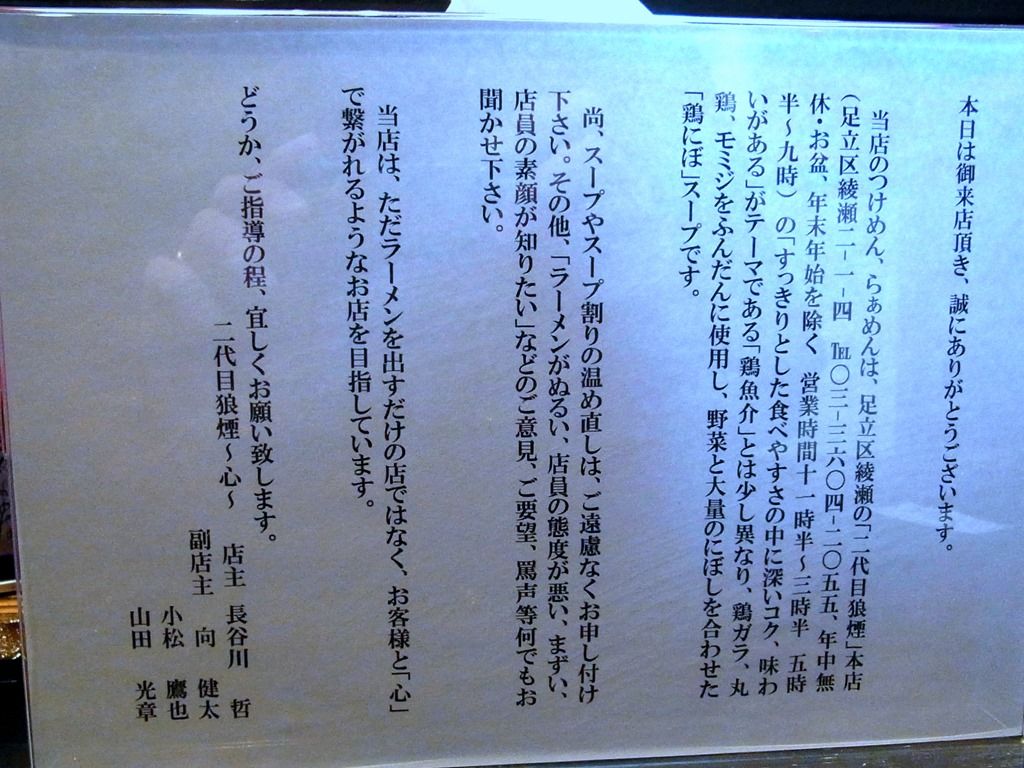 本日は御来店頂き、誠にありがとうございます。
当店のつけめん、らぁめんは、足立区綾瀬の「二代目狼煙」本店
(足立区綾瀬二-一-四 ℡〇三-三六〇四-二〇五五、年中無
休・お盆、年末年始を除く 営業時間十一時半~三時半 五時
半~九時) の「すっきりとした食べやすさの中に深いコク、味わ
いがある」がテーマである「鶏魚介」とは少し異なり、鶏ガラ、丸
鶏、モミジをふんだんに使用し、野菜と大量のにぼしを合わせた
「鶏にぼ」スープです。
尚、スープやスープ割りの温め直しは、ご遠慮なくお申し付け
下さい。その他、「ラーメンがぬるい、店員の態度が悪い、まずい、
店員の素顔が知りたい」などのご意見、ご要望、罵声等何でもお
聞かせ下さい。
当店は、ただラーメンを出すだけの店ではなく、お客様と「心」
で繋がれるようなお店を目指しています。
どうか、ご指導の程、宜しくお願い致します。
二代目狼煙~心~ 店主 長谷川 哲
副店主 向 健太
小松 鷹也
山田 光章